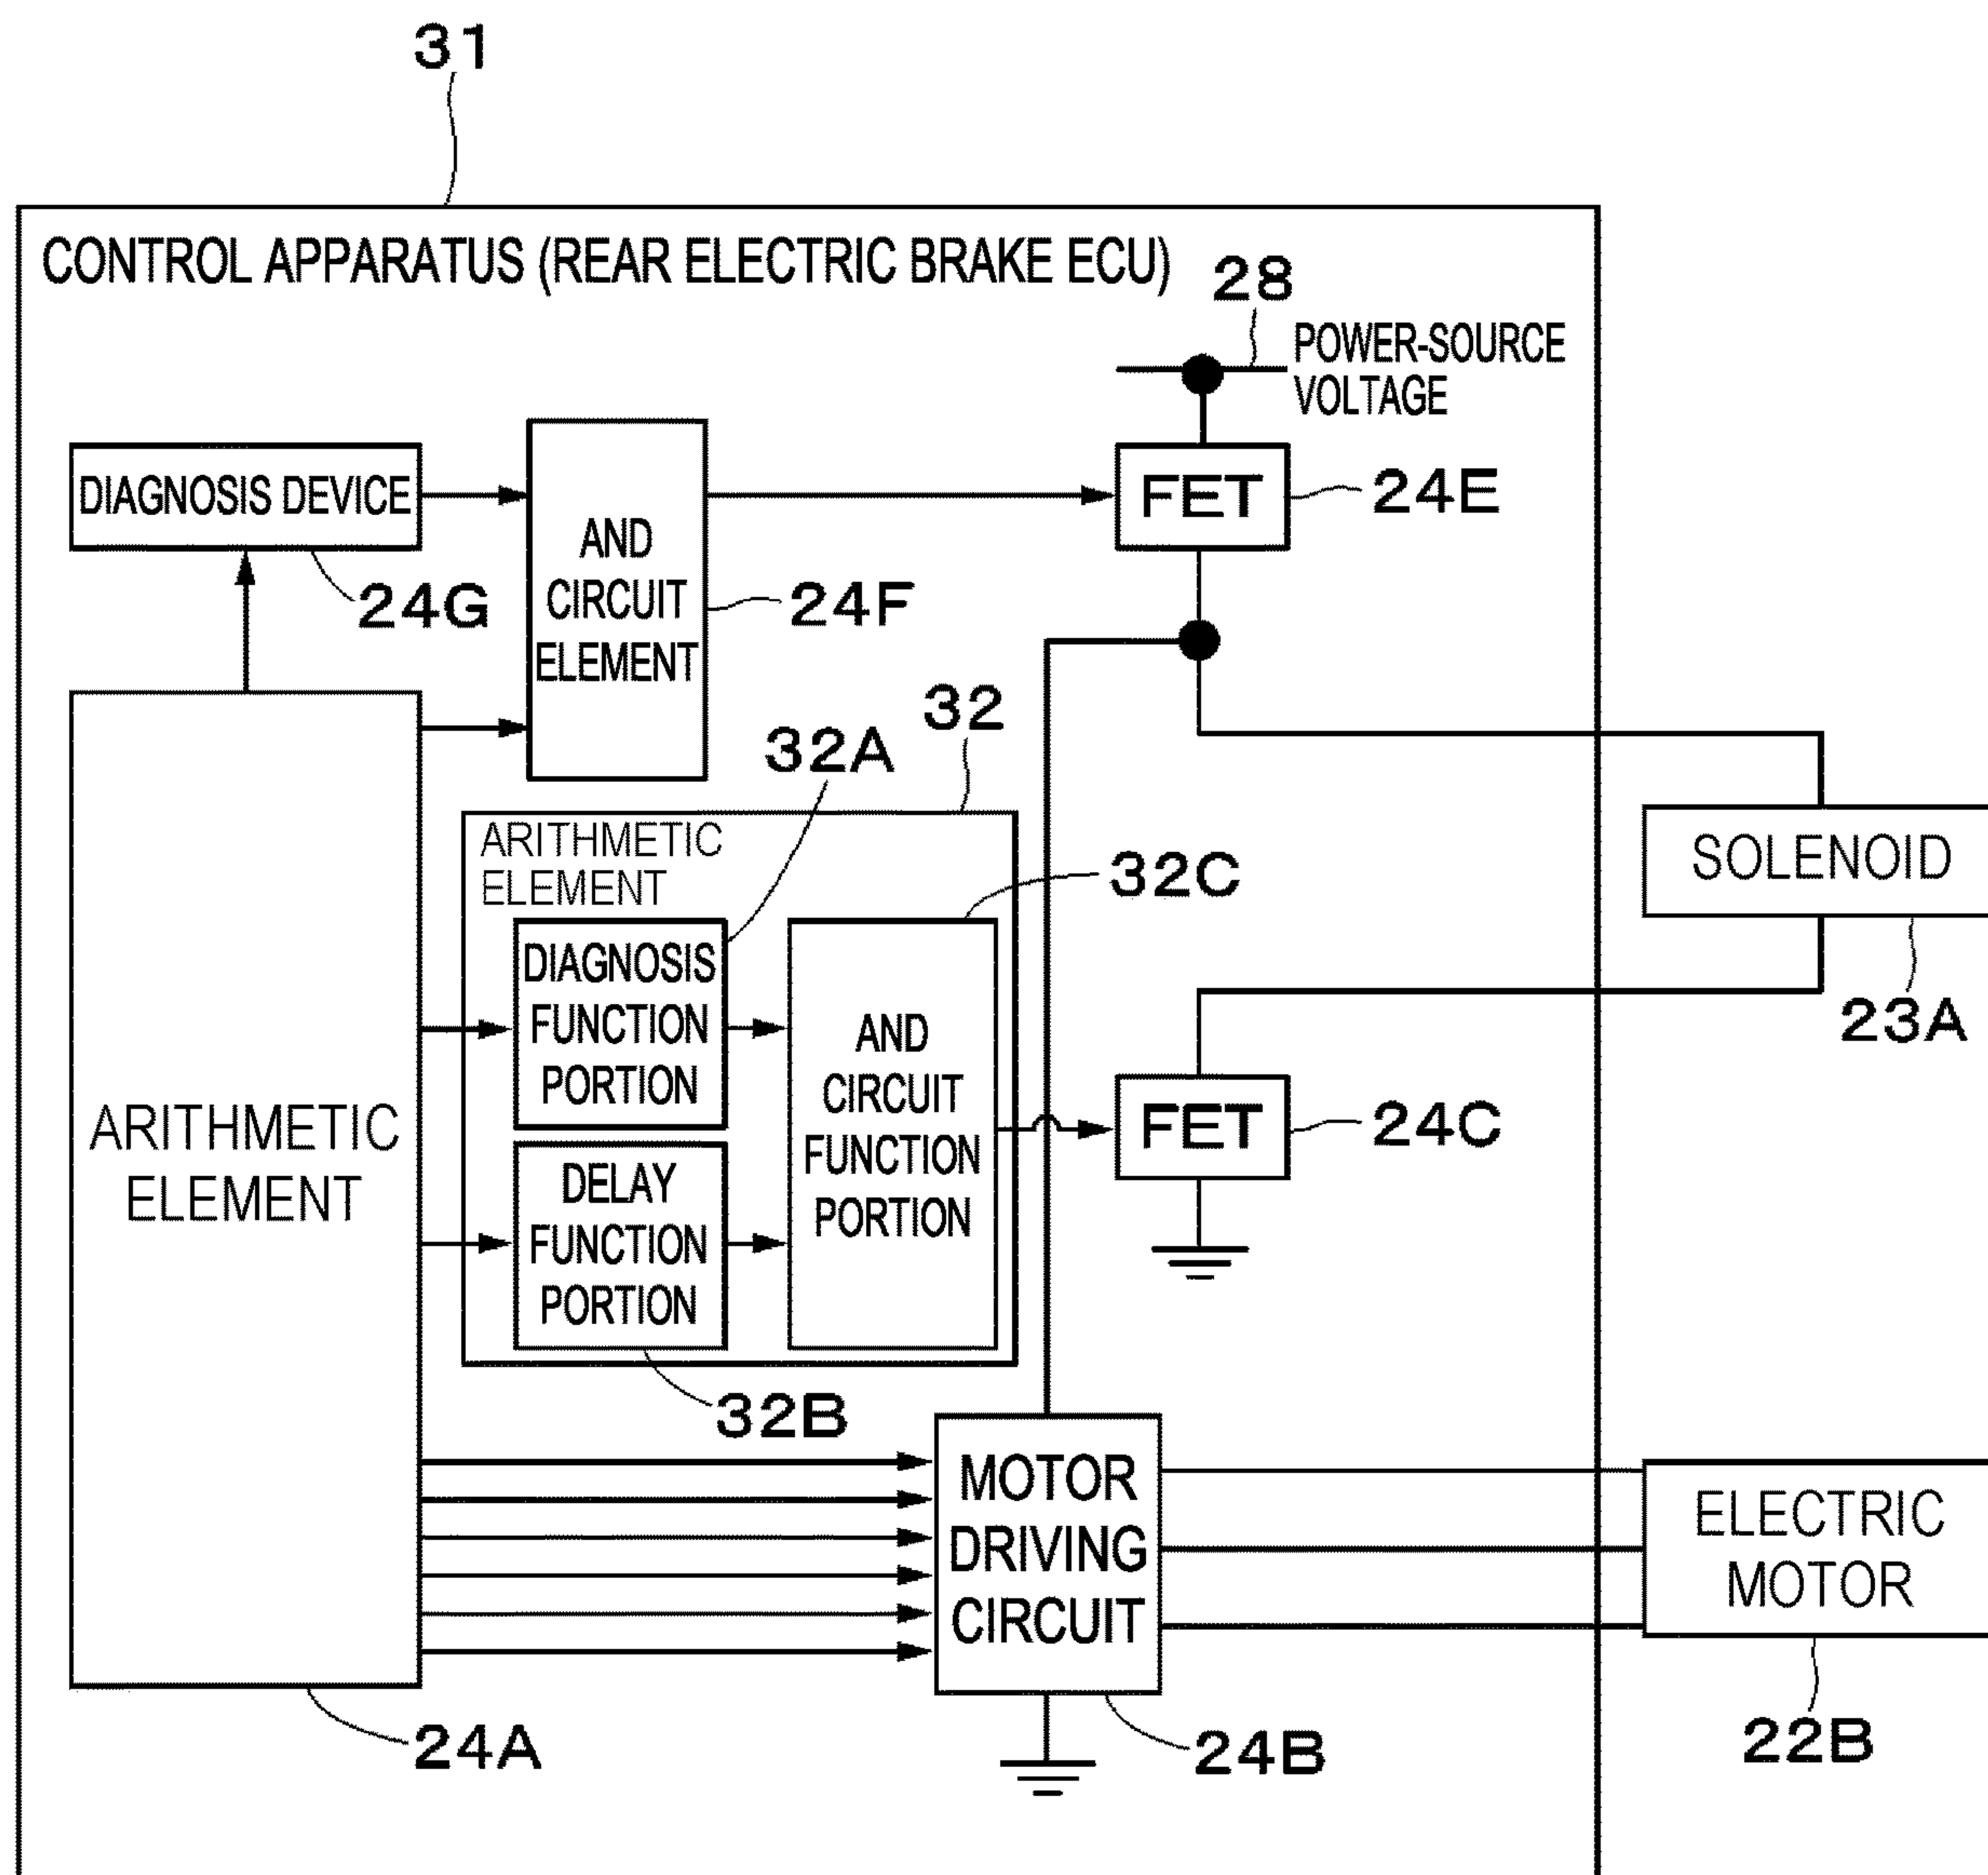 31
CONTROL APPARATUS (REAR ELECTRIC BRAKE ECU)
28
POWER-SOURCE
VOLTAGE
DIAGNOSIS DEVICE
24G
AND
CIRCUIT
ELEMENT
24F
FET
24E
32
32A
ARITHMETIC
ELEMENT
32C
SOLENOID
23A
DIAGNOSIS
FUNCTION
PORTION
AND
CIRCUIT
FUNCTION
PORTION
FET
24C
ARITHMETIC
ELEMENT
DELAY
FUNCTION
PORTION
32B
MOTOR
DRIVING
CIRCUIT
ELECTRIC
MOTOR
24A
24B
22B